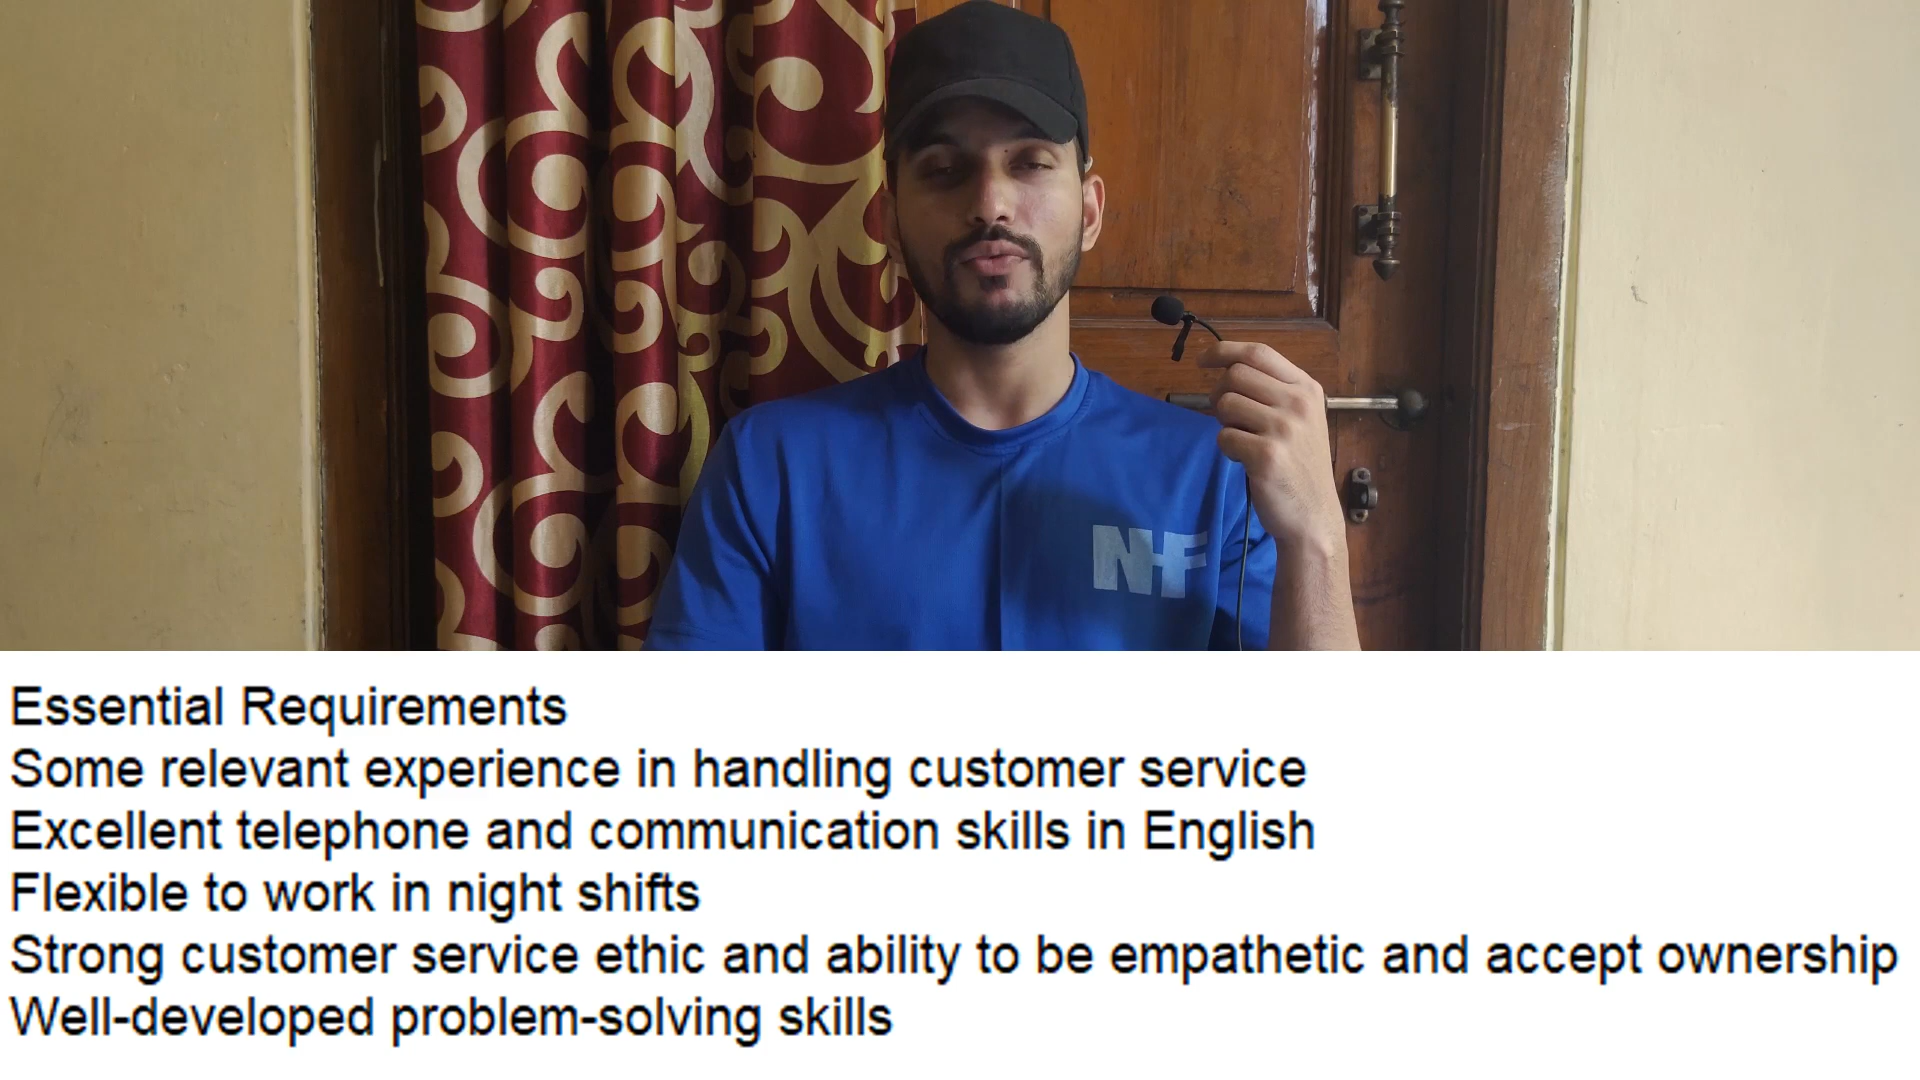 NF
Essential Requirements
Some relevant experience in handling customer service
Excellent telephone and communication skills in English
Flexible to work in night shifts
Strong customer service ethic and ability to be empathetic and accept ownership
Well-developed problem-solving skills